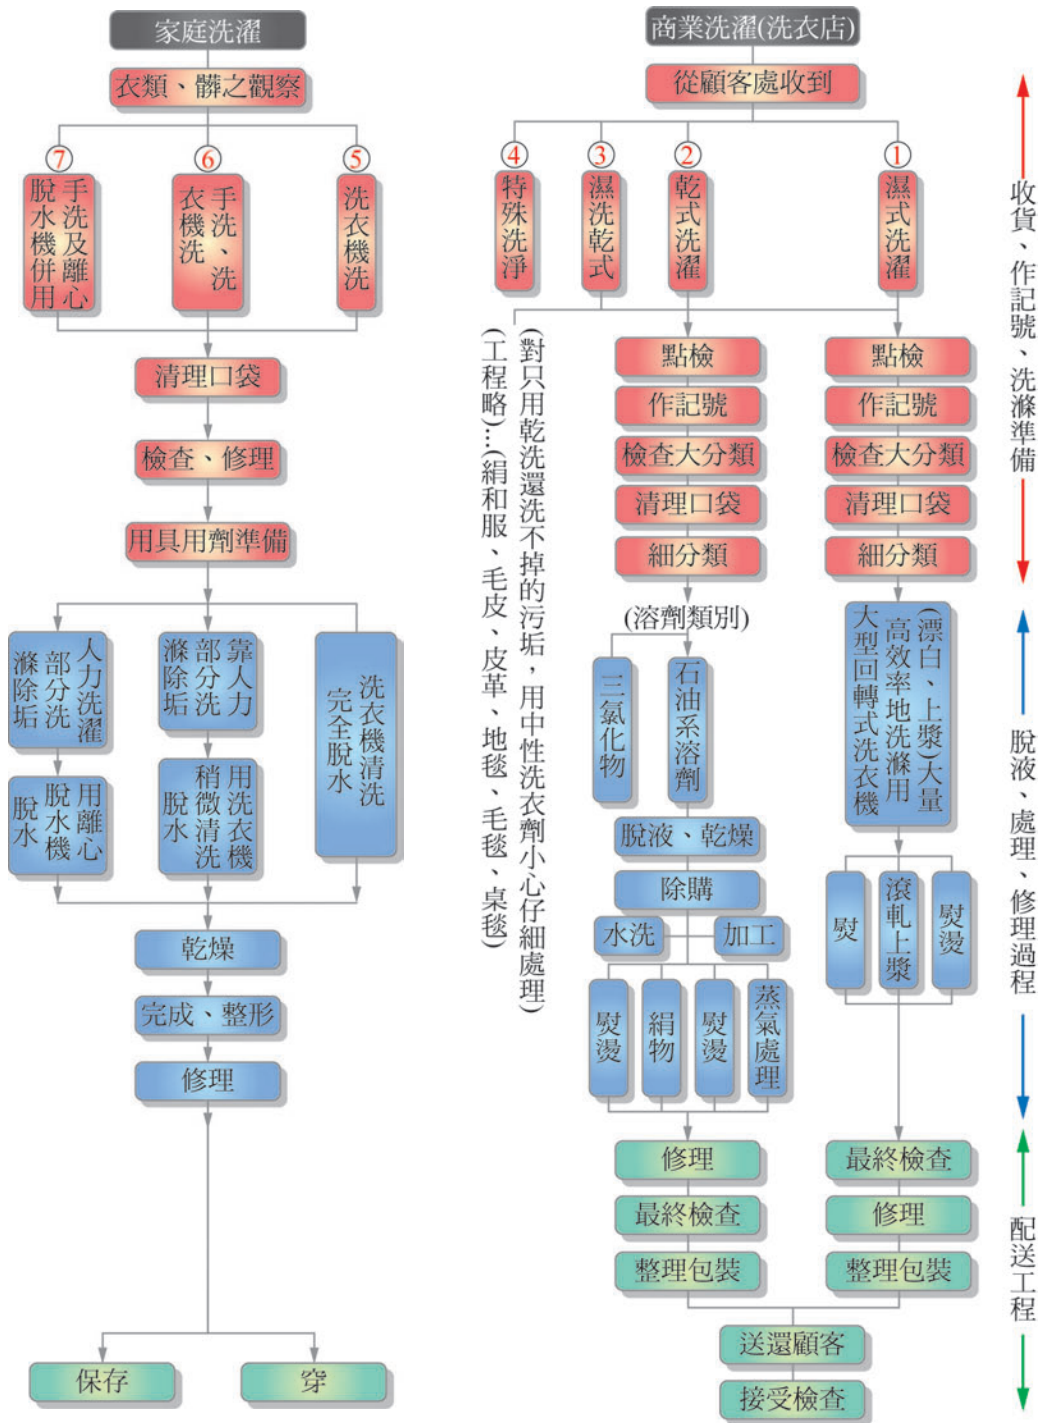 家庭洗濯
衣類、髒之觀察
⑦
手洗及離心
脫水機併用
⑥
手洗、洗
衣機洗
⑤
洗衣機洗
清理口袋
檢查、修理
用具用劑準備
人力洗濯
部分洗
滌除垢
用離心
脫水機
脫水
靠人力
部分洗
滌除垢
用洗衣機
稍微清洗
脫水
洗衣機清洗
完全脫水
乾燥
完成、整形
修理
保存
穿
商業洗濯(洗衣店)
從顧客處收到
④
特殊洗淨
③
濕洗乾式
②
乾式洗濯
①
濕式洗濯
(對只用乾洗還洗不掉的污垢，用中性洗衣劑小心仔細處理)
(工程略)...(絹和服、毛皮、皮革、地毯、毛毯、桌毯)
點檢
作記號
檢查大分類
清理口袋
細分類
(溶劑類別)
三氯化物
石油系溶劑
脫液、乾燥
除購
水洗
加工
熨燙
絹物
熨燙
蒸氣處理
修理
最終檢查
整理包裝
點檢
作記號
檢查大分類
清理口袋
細分類
(漂白、上漿)大量
高效率地洗滌用
大型回轉式洗衣機
熨
滾軋上漿
熨燙
最終檢查
修理
整理包裝
送還顧客
接受檢查
收貨、作記號、洗滌準備
脫液、處理、修理過程
配送工程